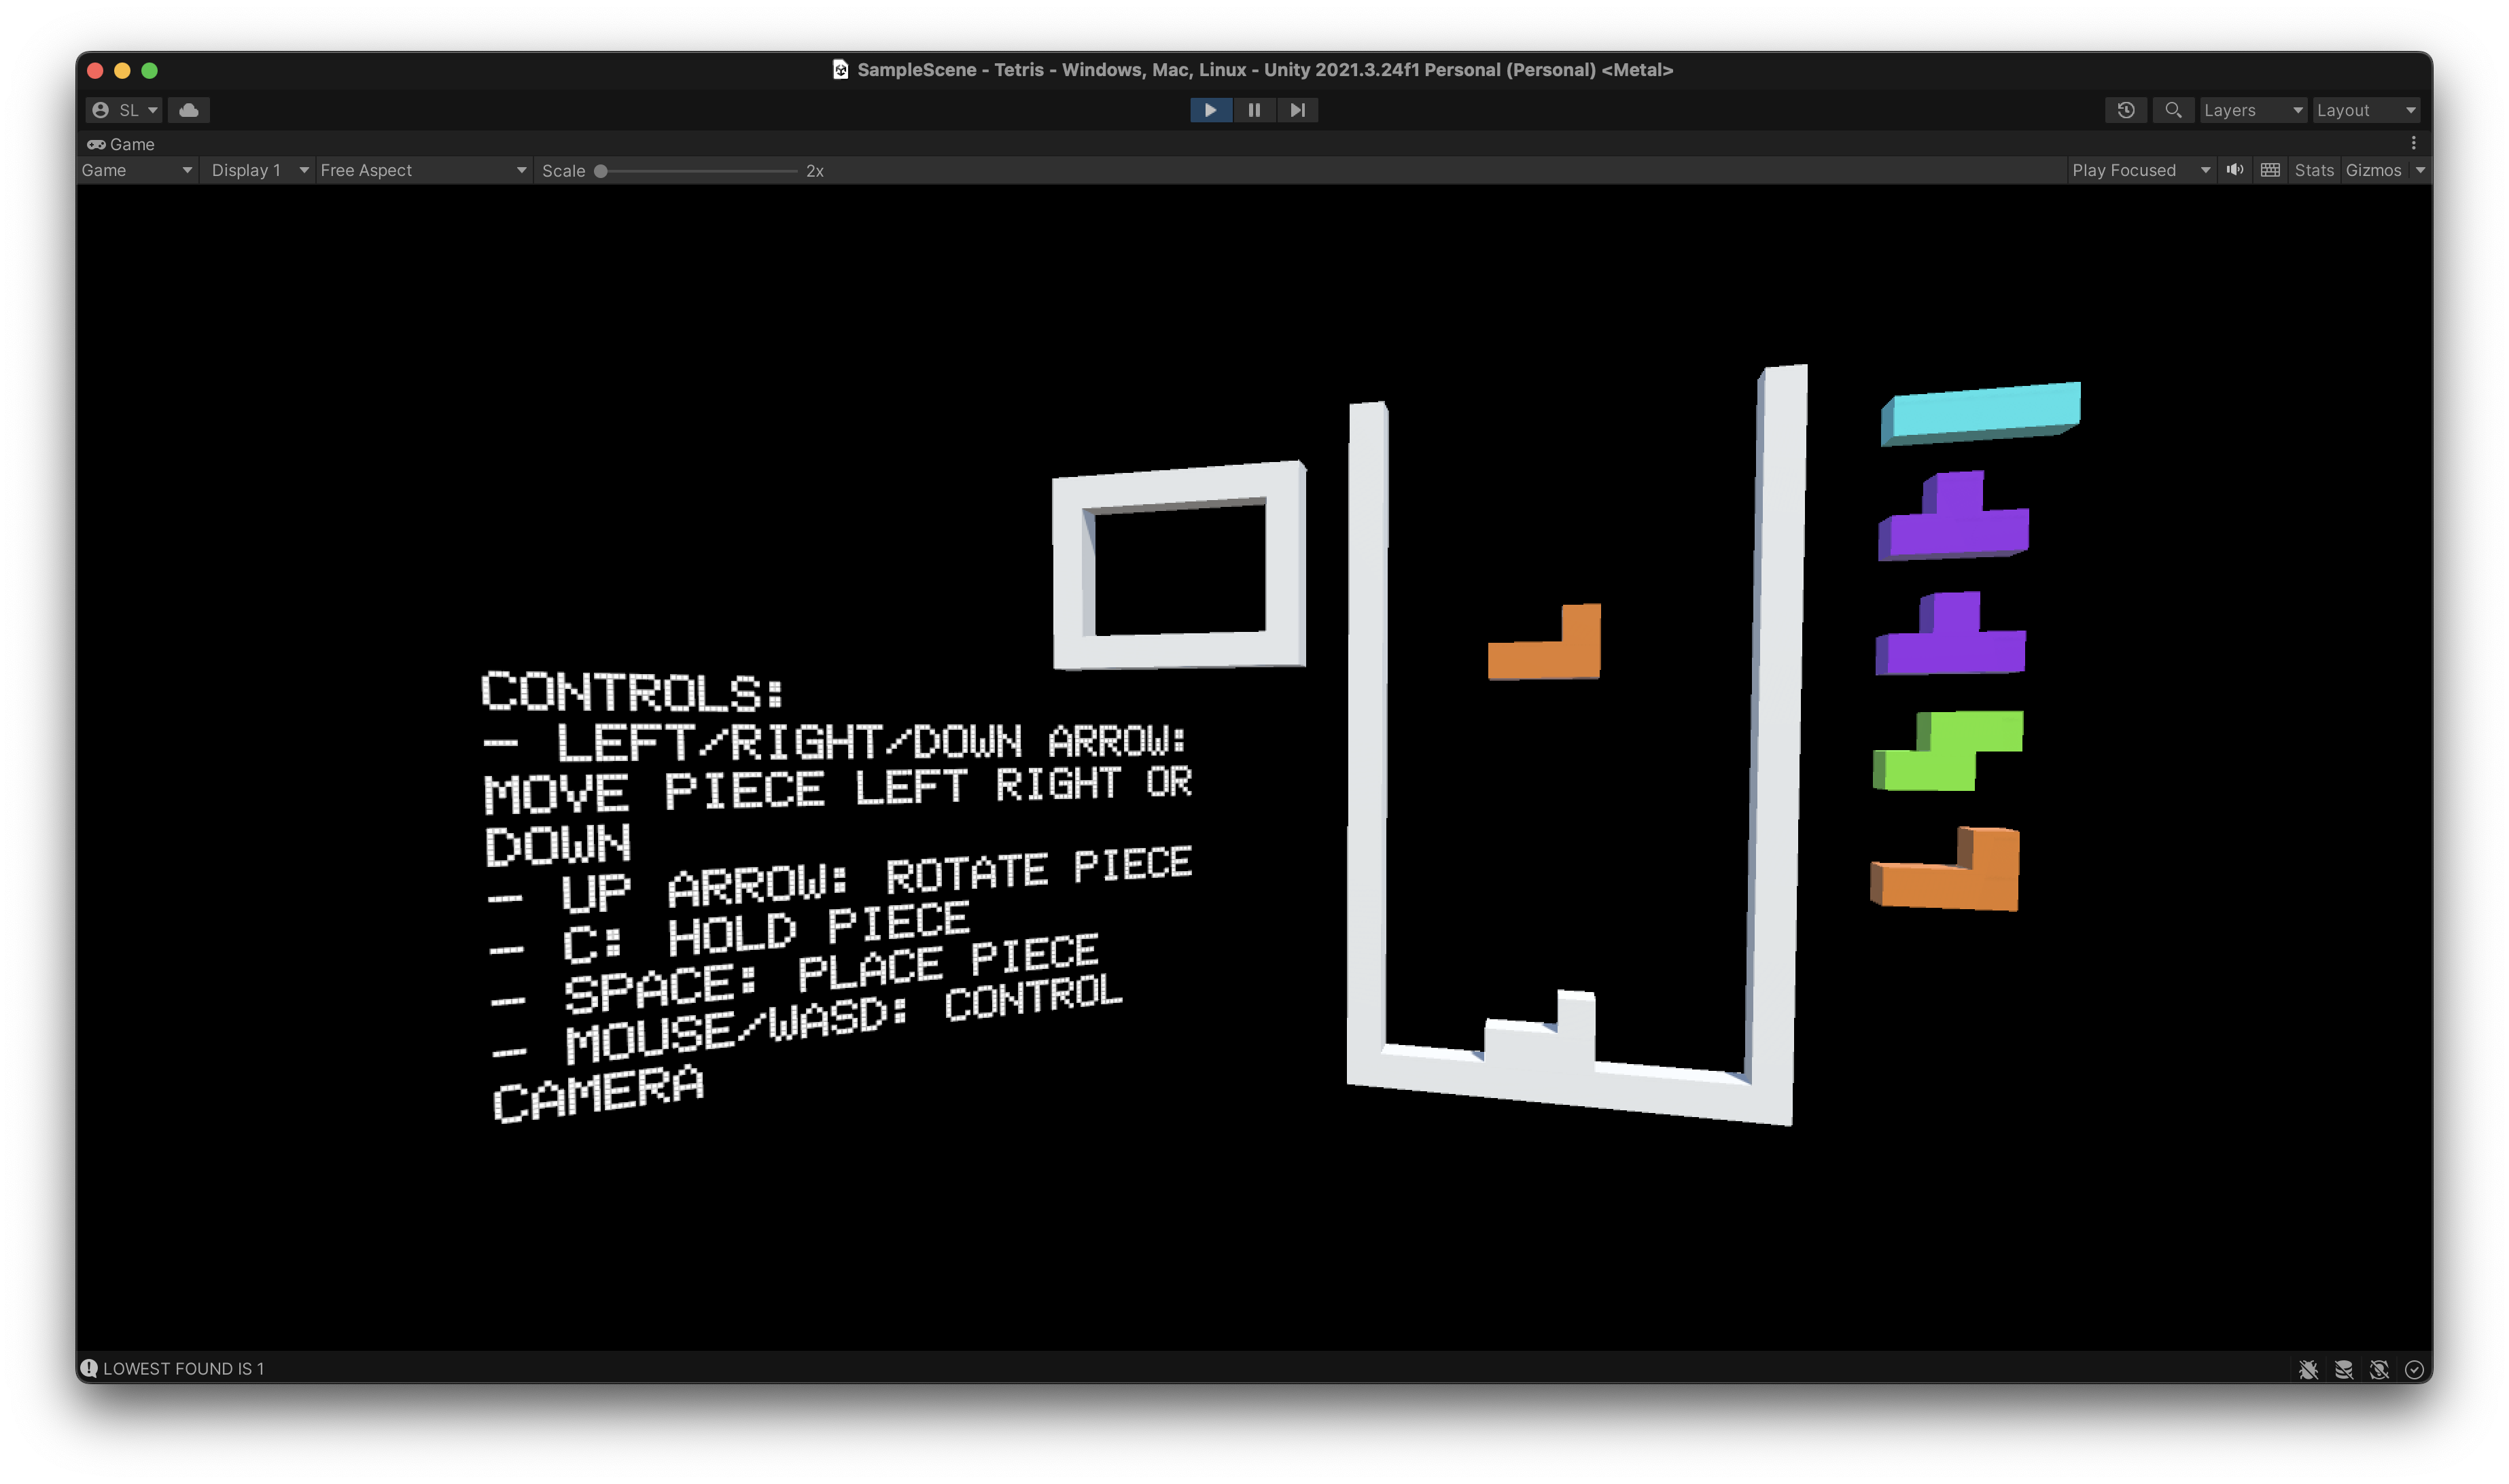 SampleScene - Tetris - Windows, Mac, Linux - Unity 2021.3.24f1 Personal (Personal) <Metal>
SL
Layers
Layout
Game
Game
Display 1
Free Aspect
Scale
2x
Play Focused
Stats
Gizmos
CONTROLS:
- LEFT/RIGHT/DOWN ARROW:
MOVE PIECE LEFT RIGHT OR
DOWN
- UP ARROW: ROTATE PIECE
- C: HOLD PIECE
- SPACE: PLACE PIECE
- MOUSE/WASD: CONTROL
CAMERA
LOWEST FOUND IS 1